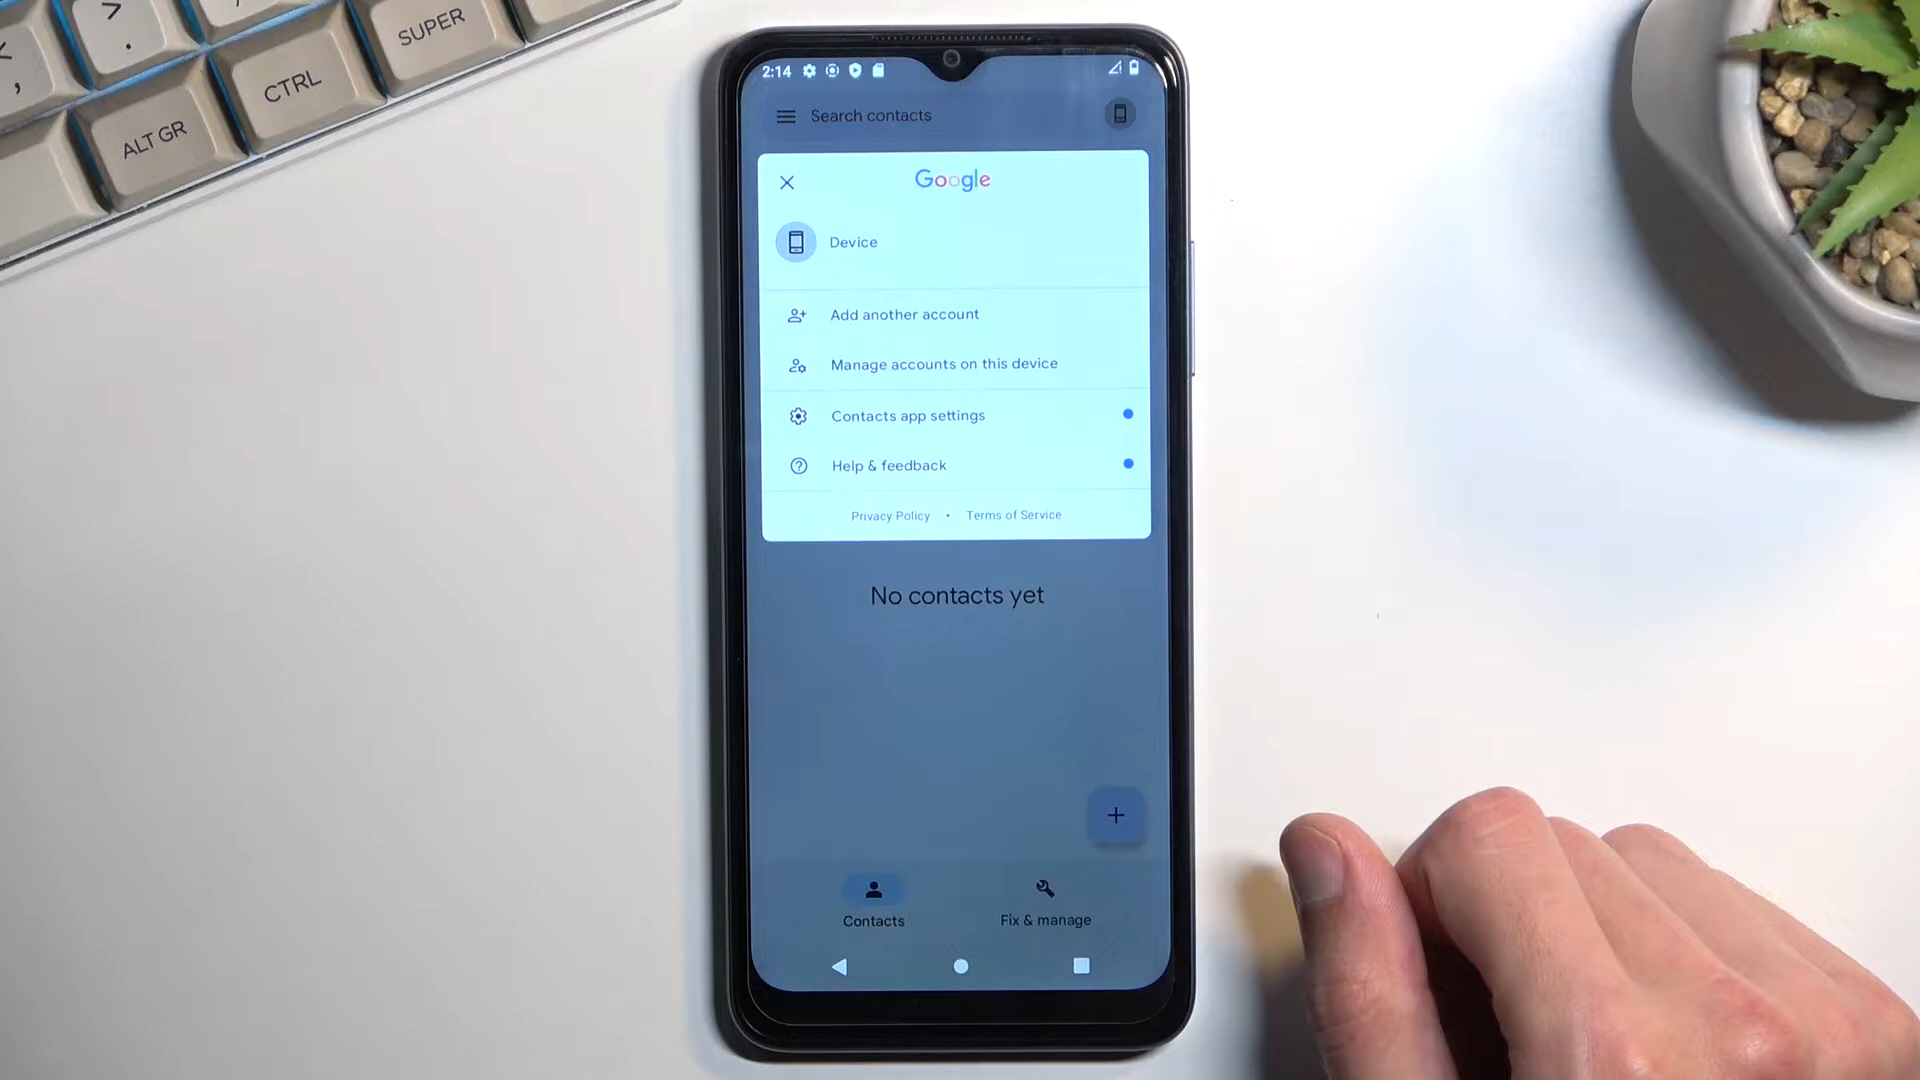 SUPER
CTRL
ALT GR
>
.
<
,
2:14
Search contacts
Google
Device
Add another account
Manage accounts on this device
Contacts app settings
Help & feedback
Privacy Policy • Terms of Service
No contacts yet
+
Contacts
Fix & manage